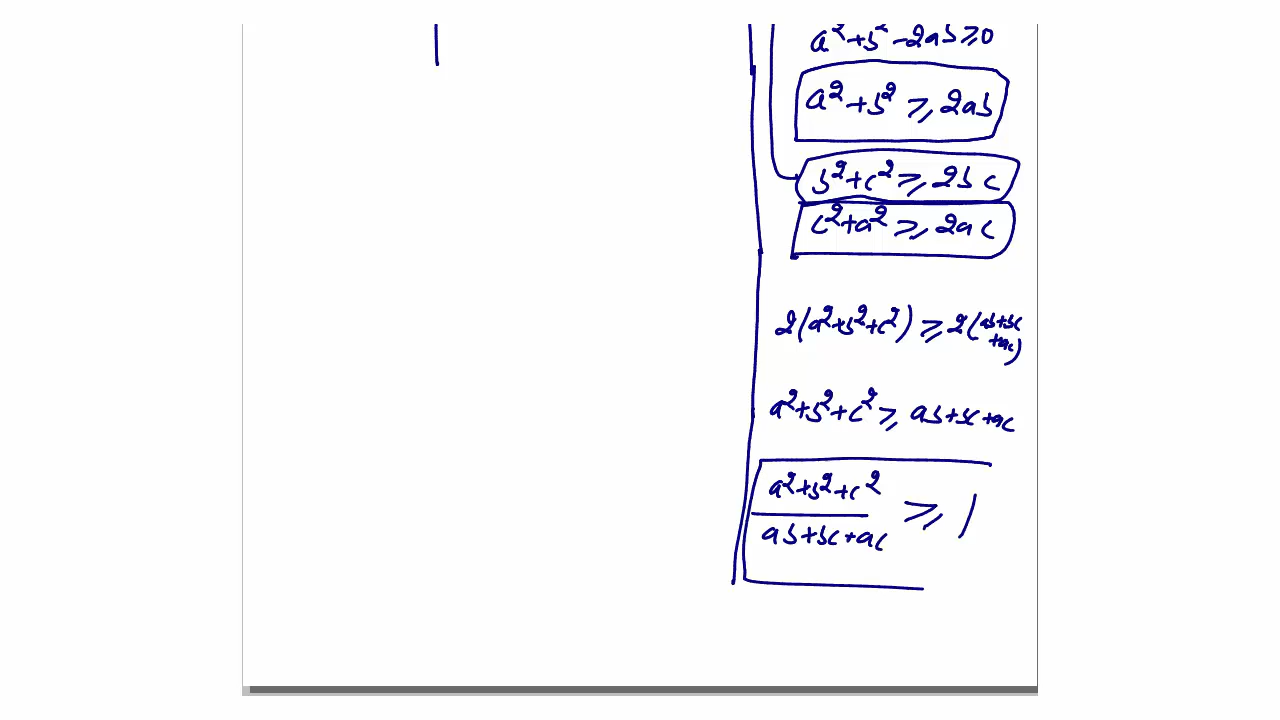 a²+b²-2ab⩾0
a²+b² ⩾ 2ab
b²+c² ⩾ 2bc
c²+a² ⩾ 2ac
2(a²+b²+c²) ⩾ 2(ab+bc
+ac)
a²+b²+c² ⩾ ab+bc+ac
a²+b²+c²
⩾ 1
ab+bc+ac